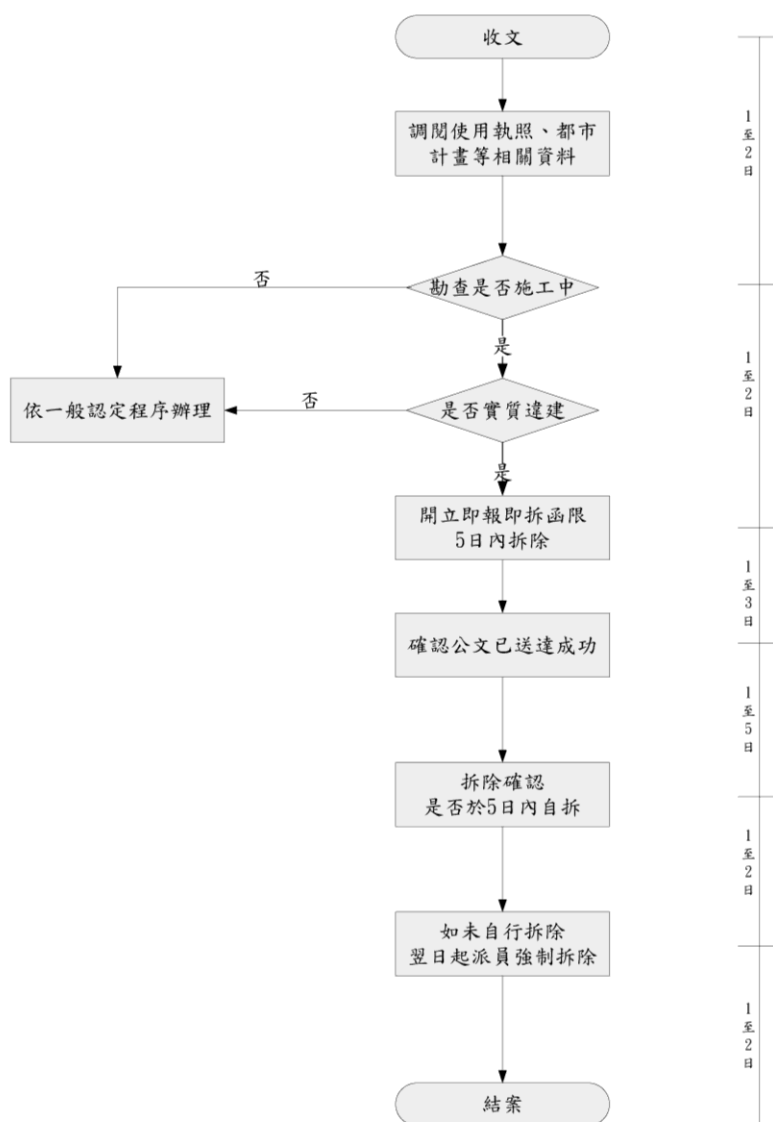 收文
調閱使用執照、都市
計畫等相關資料
勘查是否施工中
否
是
是否實質違建
否
依一般認定程序辦理
是
開立即報即拆函限
5日內拆除
確認公文已送達成功
拆除確認
是否於5日內自拆
如未自行拆除
翌日起派員強制拆除
結案
1至2日
1至2日
1至3日
1至5日
1至2日
1至2日